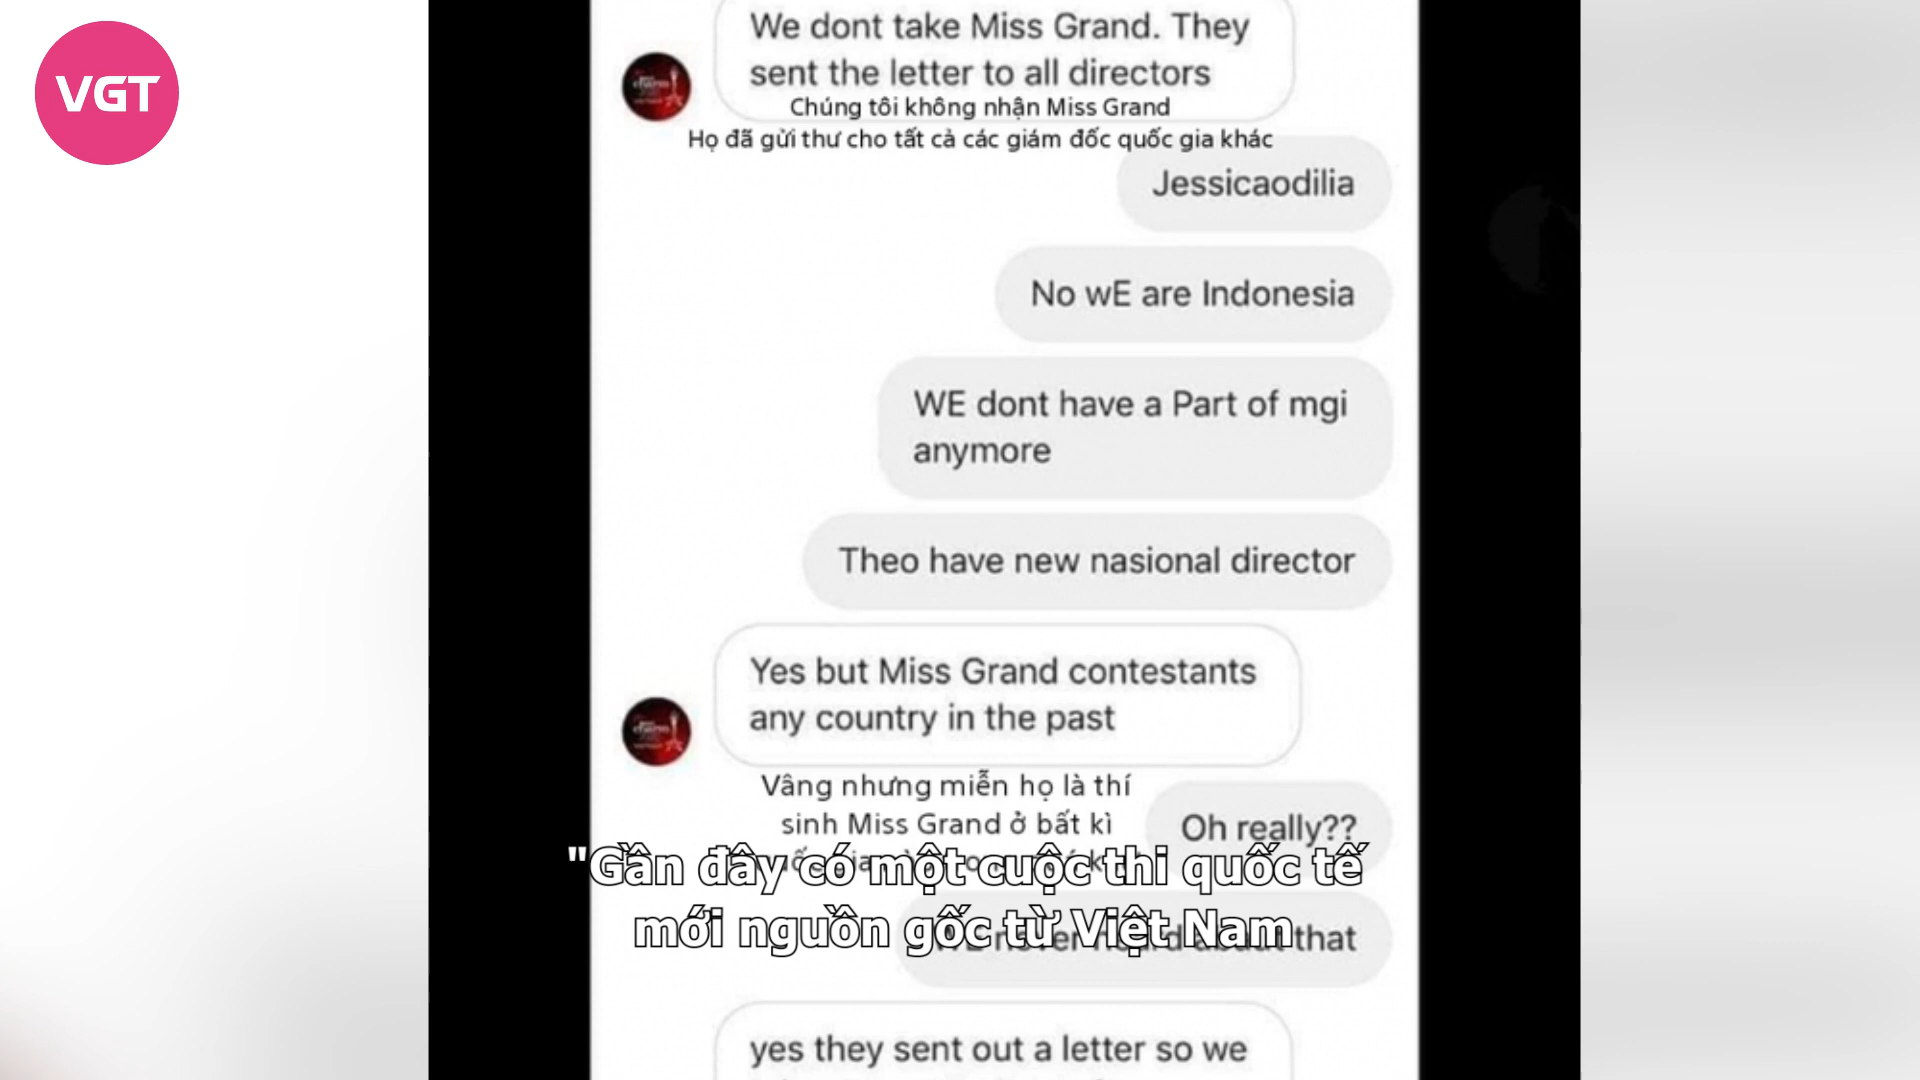 VGT
We dont take Miss Grand. They
sent the letter to all directors
Chúng tôi không nhận Miss Grand
Họ đã gửi thư cho tất cả các giám đốc quốc gia khác
Jessicaodilia
No wE are Indonesia
WE dont have a Part of mgi
anymore
Theo have new nasional director
Yes but Miss Grand contestants
any country in the past
Vâng nhưng miễn họ là thí
sinh Miss Grand ở bất kì
Oh really??
"Gần đây có một cuộc thi quốc tế
mới nguồn gốc từ Việt Nam
that
yes they sent out a letter so we